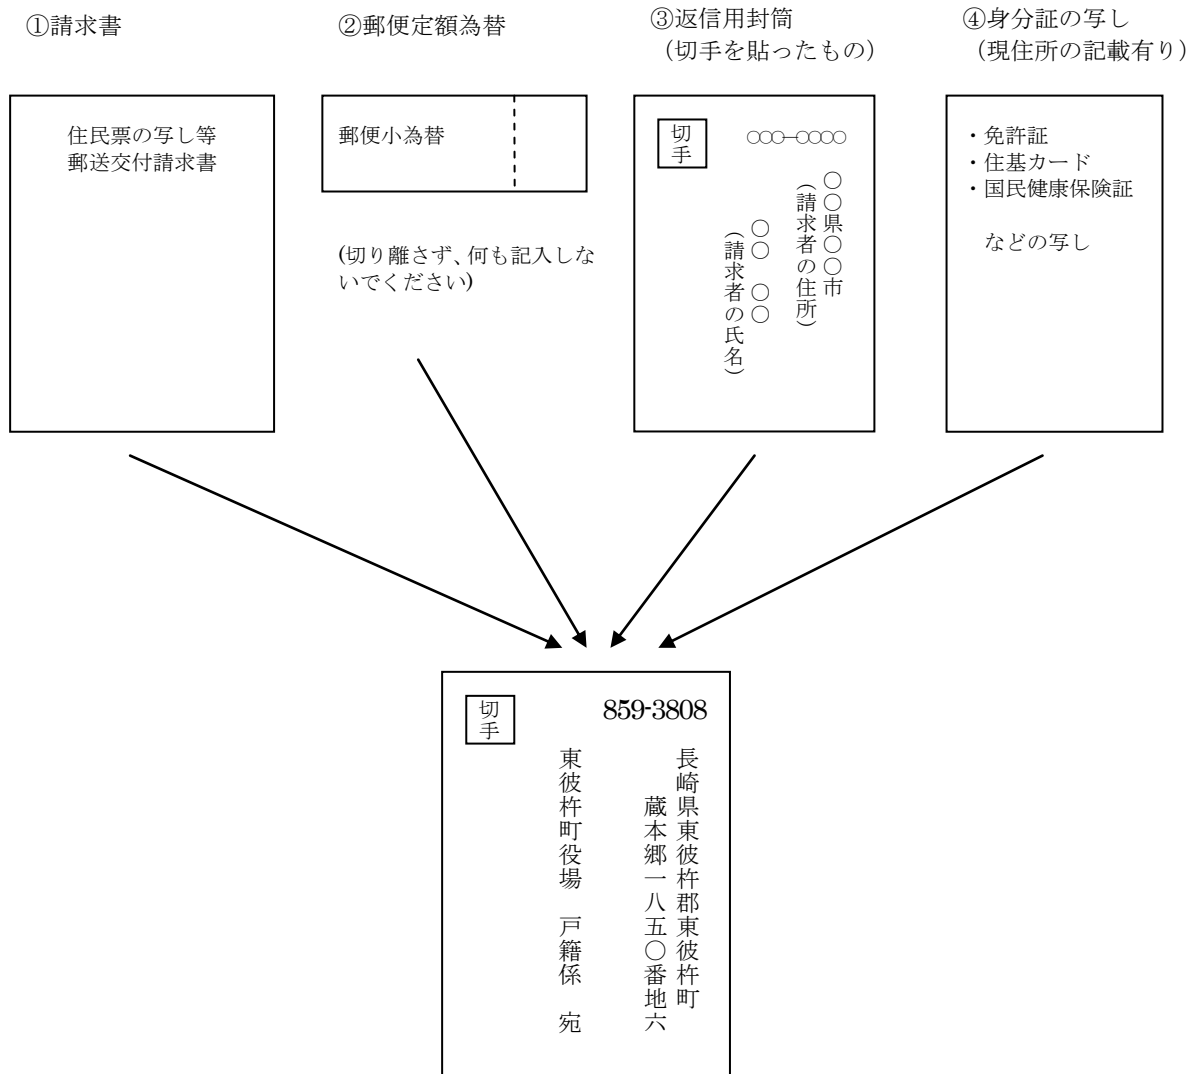 ①請求書
②郵便定額為替
③返信用封筒
（切手を貼ったもの）
④身分証の写し
（現住所の記載有り）
住民票の写し等
郵送交付請求書
郵便小為替
(切り離さず、何も記入しな
いでください)
切手
○○○―○○○○
○○県○○市
（請求者の住所）
○○　○○
（請求者の氏名）
・免許証
・住基カード
・国民健康保険証
などの写し
切手
859-3808
長崎県東彼杵郡東彼杵町
蔵本郷一八五〇番地六
東彼杵町役場　戸籍係　宛